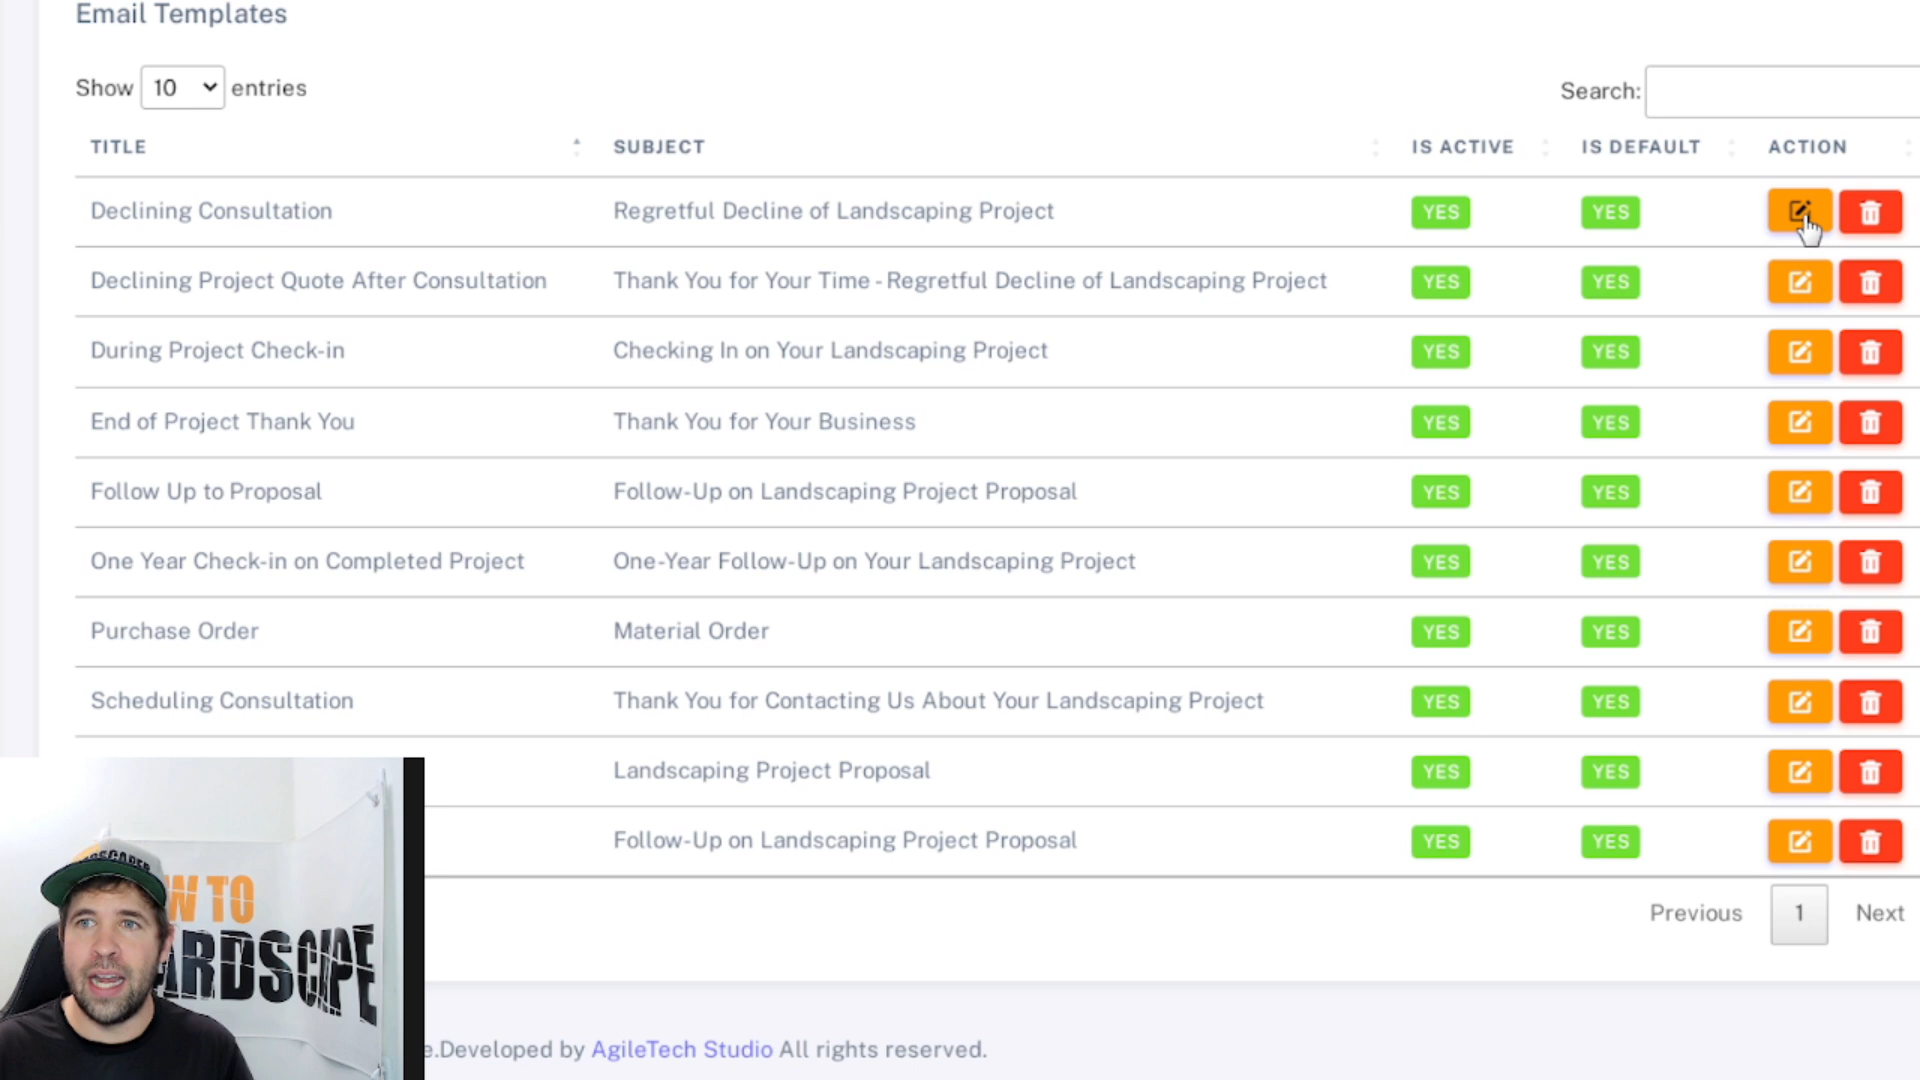 Email Templates
Show 10 entries
Search:
TITLE SUBJECT IS ACTIVE IS DEFAULT ACTION
Declining Consultation Regretful Decline of Landscaping Project YES YES
Declining Project Quote After Consultation Thank You for Your Time - Regretful Decline of Landscaping Project YES YES
During Project Check-in Checking In on Your Landscaping Project YES YES
End of Project Thank You Thank You for Your Business YES YES
Follow Up to Proposal Follow-Up on Landscaping Project Proposal YES YES
One Year Check-in on Completed Project One-Year Follow-Up on Your Landscaping Project YES YES
Purchase Order Material Order YES YES
Scheduling Consultation Thank You for Contacting Us About Your Landscaping Project YES YES
Landscaping Project Proposal YES YES
Follow-Up on Landscaping Project Proposal YES YES
Previous 1 Next
W TO
ARDSCAPE
e.Developed by AgileTech Studio All rights reserved.